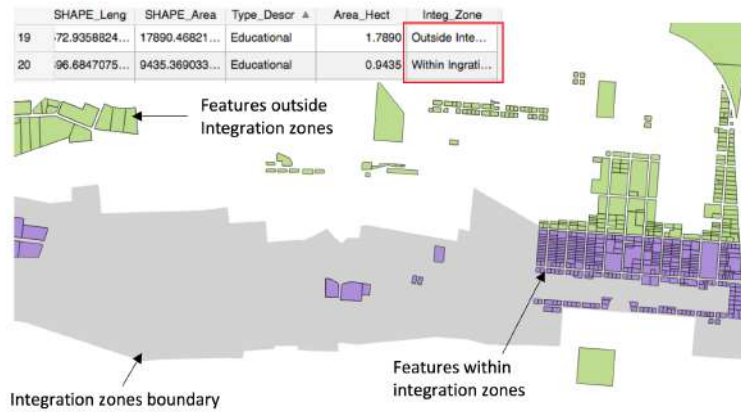 SHAPE_Leng SHAPE_Area Type_Descr ▲ Area_Hect Integ_Zone
19 ·72.9358824... 17890.46821... Educational 1.7890 Outside Inte...
20 ·96.6847075... 9435.369033... Educational 0.9435 Within Ingrati...
Features outside
Integration zones
Features within
integration zones
Integration zones boundary